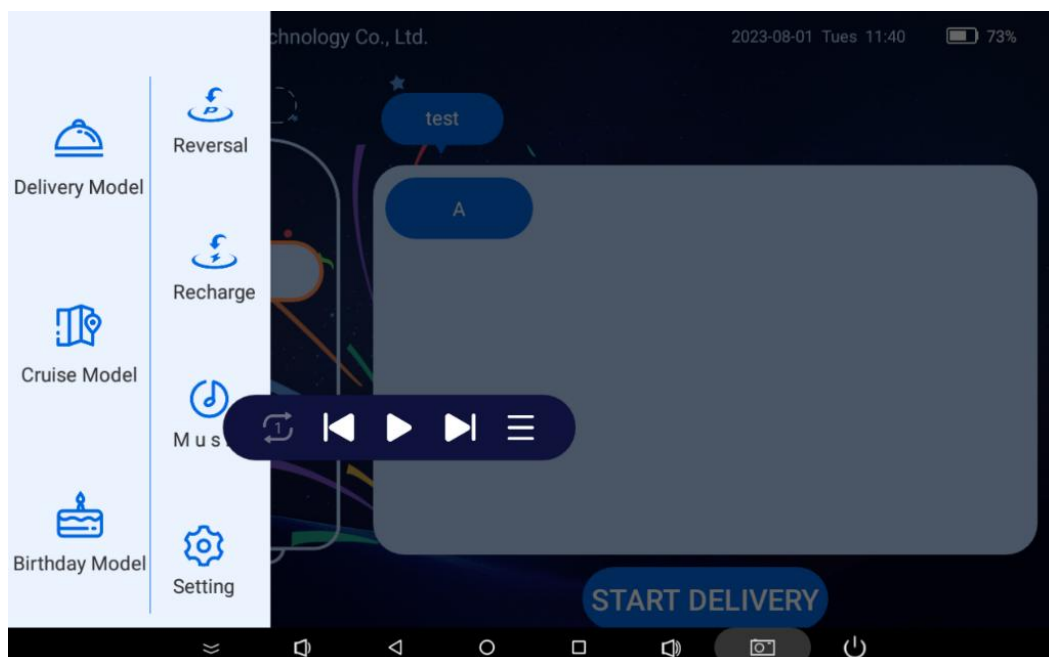 chnology Co., Ltd.
2023-08-01 Tues 11:40
73%
Delivery Model
Cruise Model
Birthday Model
P
Reversal
Recharge
Mus
Setting
test
A
1
START DELIVERY